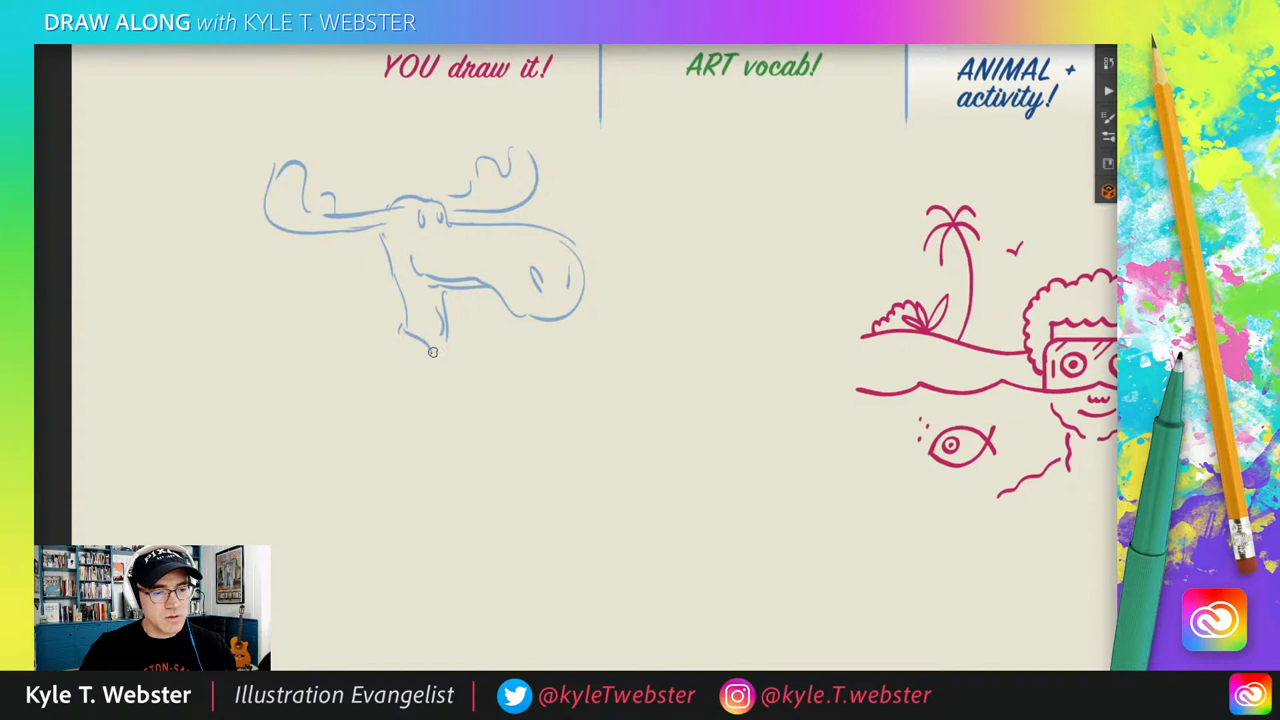 DRAW ALONG with KYLE T. WEBSTER
YOU draw it!
ART vocab!
ANIMAL +
activity!
Kyle T. Webster | Illustration Evangelist @kyleTwebster @kyle.T.webster